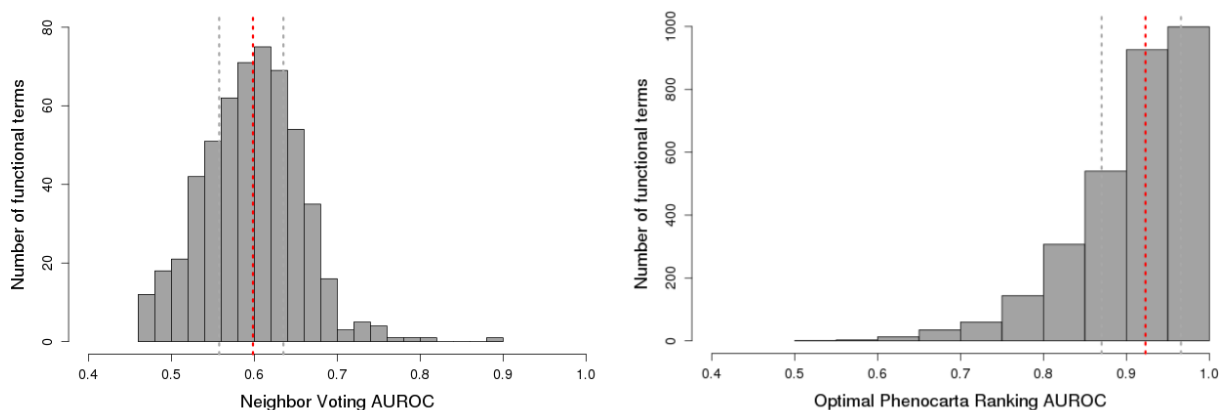 Number of functional terms
80
60
40
20
0
0.4 0.5 0.6 0.7 0.8 0.9 1.0
Neighbor Voting AUROC
Number of functional terms
1000
800
600
400
200
0
0.4 0.5 0.6 0.7 0.8 0.9 1.0
Optimal Phenocarta Ranking AUROC